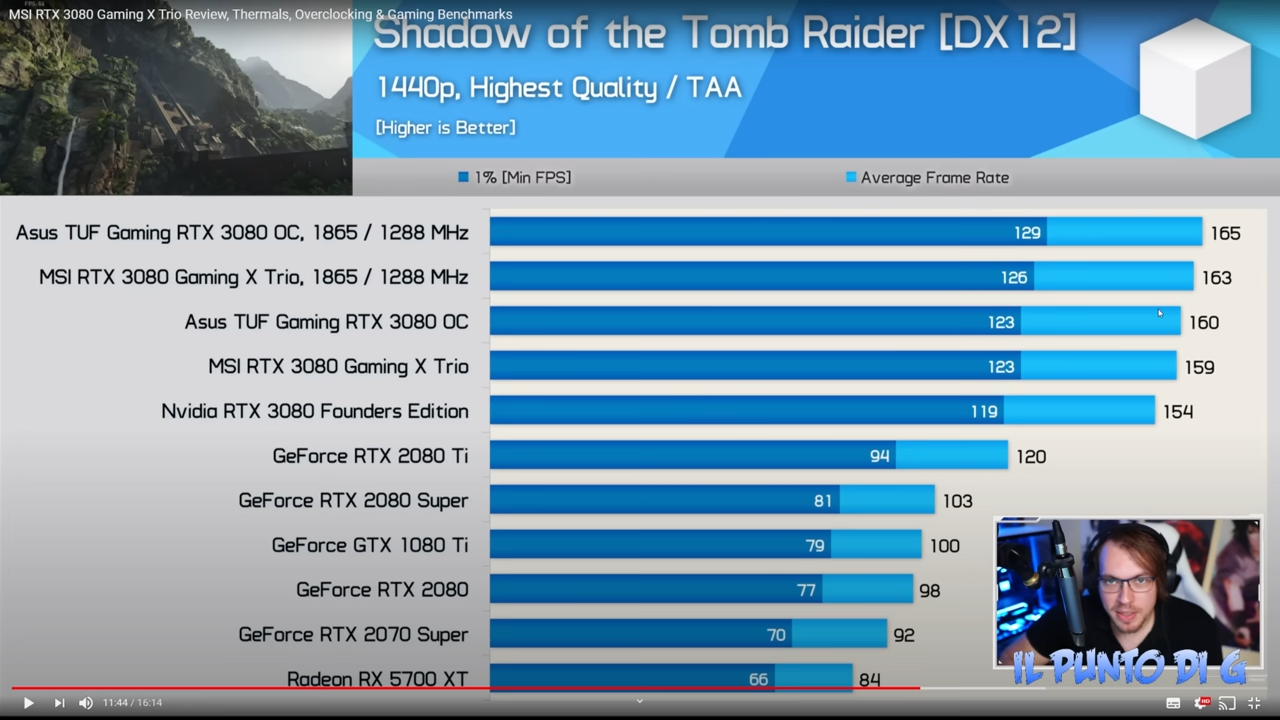 MSI RTX 3080 Gaming X Trio Review, Thermals, Overclocking & Gaming Benchmarks
Shadow of the Tomb Raider [DX12]
1440p, Highest Quality / TAA
[Higher is Better]
1% [Min FPS]
Average Frame Rate
Asus TUF Gaming RTX 3080 OC, 1865 / 1288 MHz 129 165
MSI RTX 3080 Gaming X Trio, 1865 / 1288 MHz 126 163
Asus TUF Gaming RTX 3080 OC 123 160
MSI RTX 3080 Gaming X Trio 123 159
Nvidia RTX 3080 Founders Edition 119 154
GeForce RTX 2080 Ti 94 120
GeForce RTX 2080 Super 81 103
GeForce GTX 1080 Ti 79 100
GeForce RTX 2080 77 98
GeForce RTX 2070 Super 70 92
Radeon RX 5700 XT 66 84
IL PUNTO DI G
11:44 / 16:14
HD